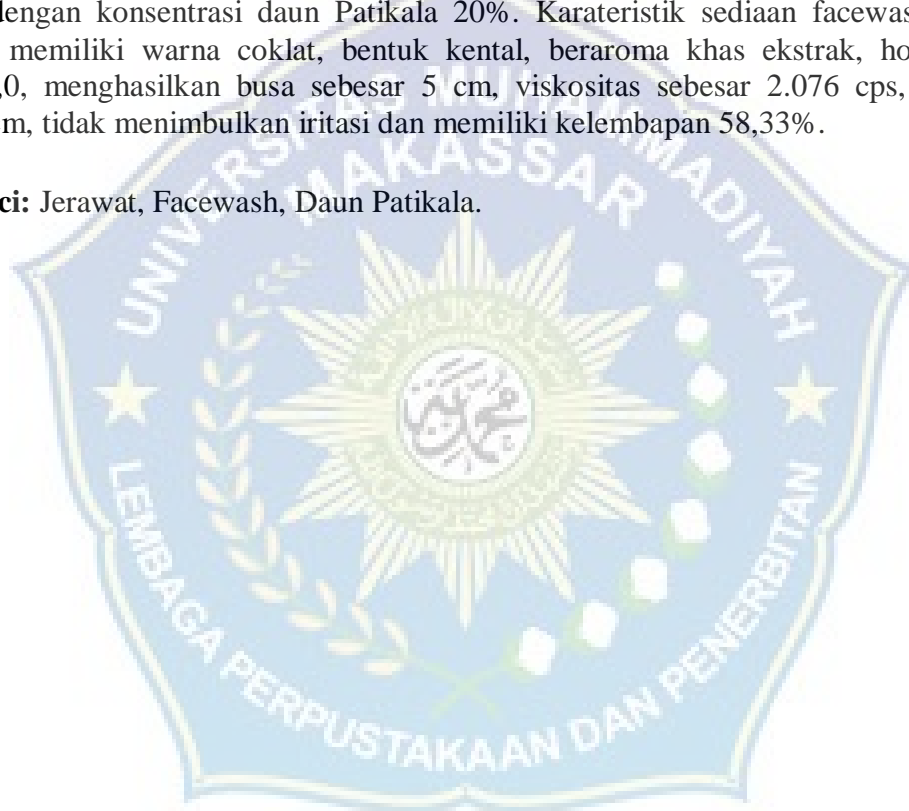 dengan konsentrasi daun Patikala 20%. Karateristik sediaan facewas
memiliki warna coklat, bentuk kental, beraroma khas ekstrak, ho
,0, menghasilkan busa sebesar 5 cm, viskositas sebesar 2.076 cps,
m, tidak menimbulkan iritasi dan memiliki kelembapan 58,33%.
ci: Jerawat, Facewash, Daun Patikala.
UNIVERSITAS MUHAMMADIYAH
MAKASSAR
LEMBAGA PERPUSTAKAAN DAN PENERBITAN